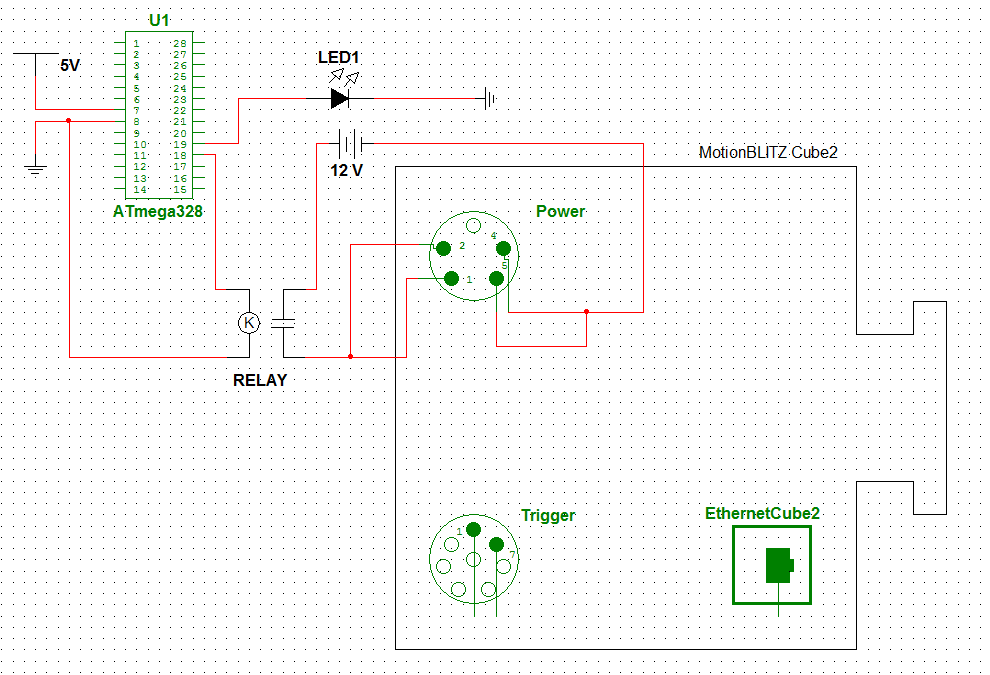 U1
1 28
2 27
3 26
4 25
5 24
6 23
7 22
8 21
9 20
10 19
11 18
12 17
13 16
14 15
ATmega328
5V
LED1
12 V
MotionBLITZ Cube2
Power
4
2
5
1
K
RELAY
Trigger
1
7
EthernetCube2